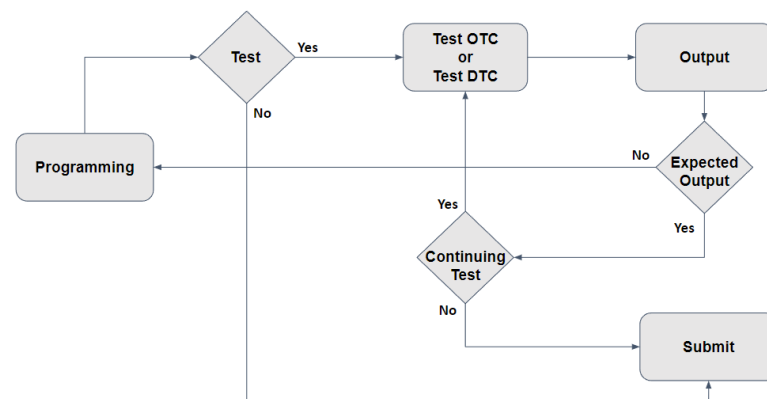 Test
Yes
Test OTC
or
Test DTC
Output
No
Programming
No
Expected
Output
Yes
Yes
Continuing
Test
No
Submit